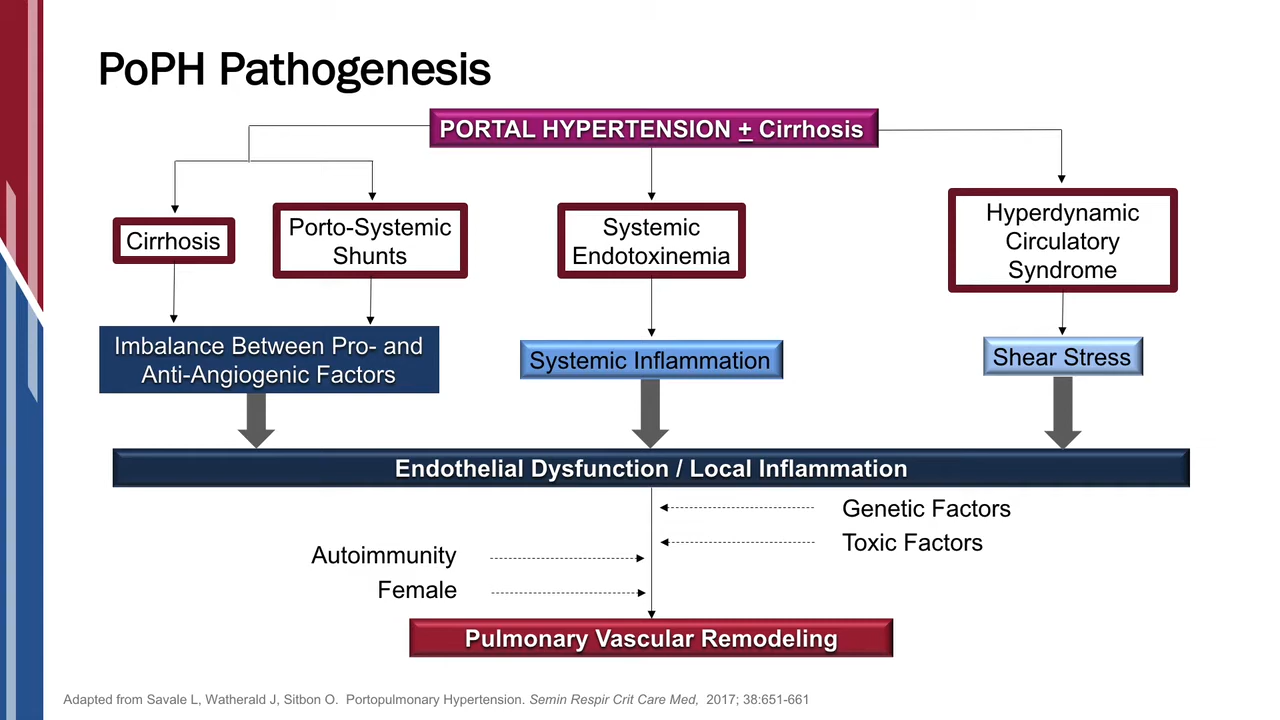 PoPH Pathogenesis
PORTAL HYPERTENSION ± Cirrhosis
Cirrhosis
Porto-Systemic
Shunts
Systemic
Endotoxinemia
Hyperdynamic
Circulatory
Syndrome
Imbalance Between Pro- and
Anti-Angiogenic Factors
Systemic Inflammation
Shear Stress
Endothelial Dysfunction / Local Inflammation
Genetic Factors
Toxic Factors
Autoimmunity
Female
Pulmonary Vascular Remodeling
Adapted from Savale L, Watherald J, Sitbon O. Portopulmonary Hypertension. Semin Respir Crit Care Med, 2017; 38:651-661